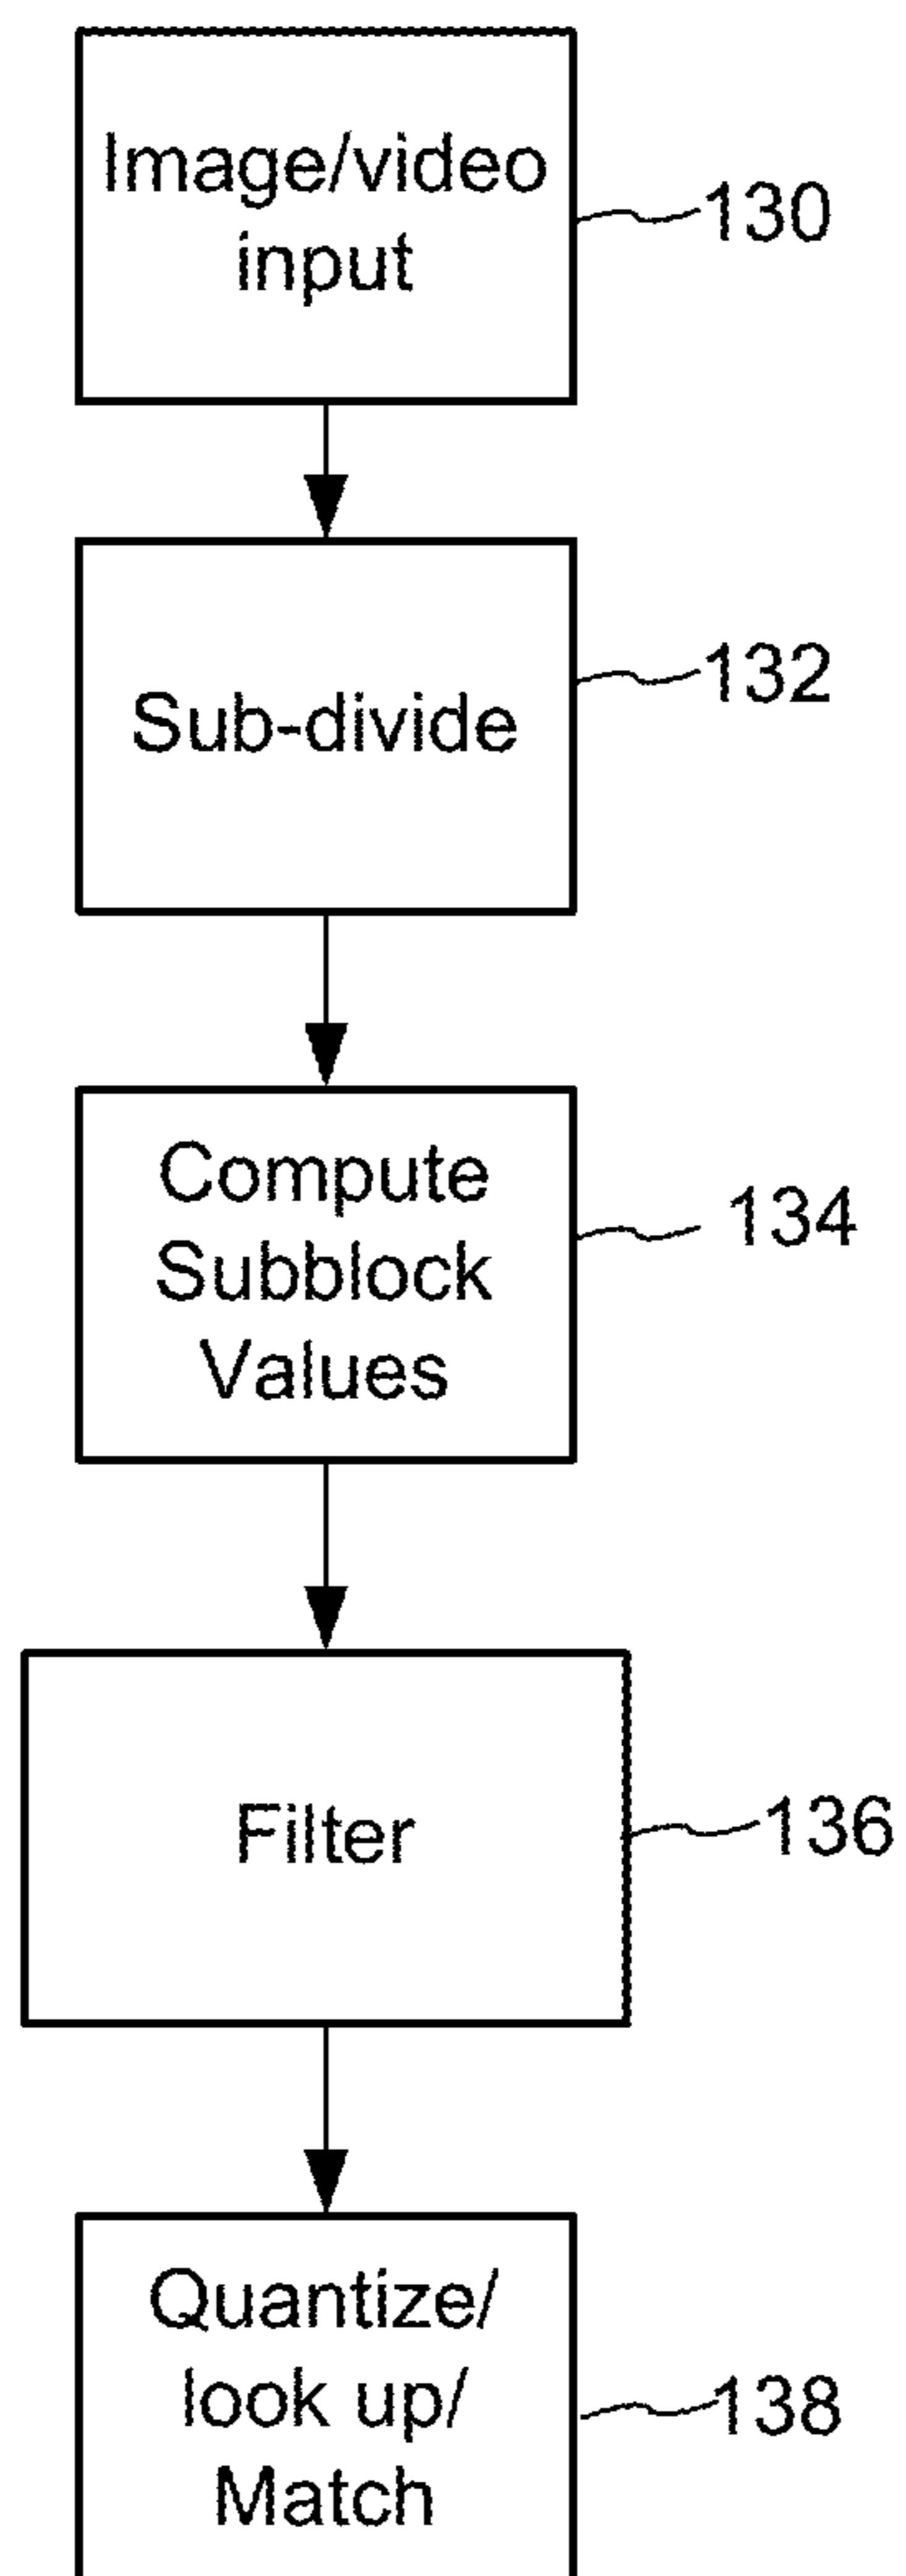 Image/video
input
130
Sub-divide
132
Compute
Subblock
Values
134
Filter
136
Quantize/
look up/
Match
138